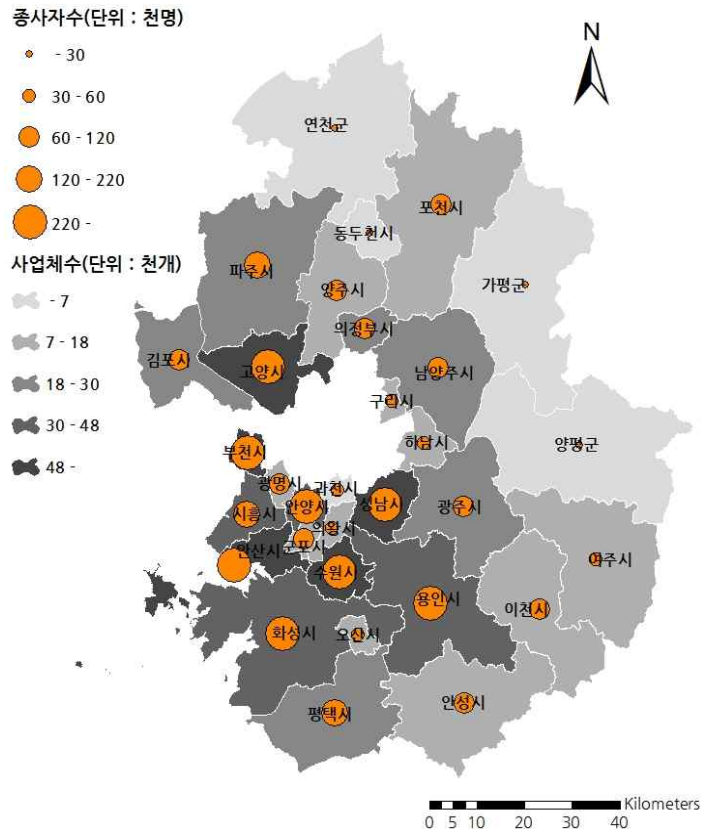 종사자수(단위 : 천명)
- 30
30 - 60
60 - 120
120 - 220
220 -
사업체수(단위 : 천개)
- 7
7 - 18
18 - 30
30 - 48
48 -
N
연천군
포천시
동두천시
파주시
양주시
가평군
의정부시
김포시
고양시
남양주시
구리시
하남시
양평군
부천시
광명시
과천시
안양시
성남시
광주시
시흥시
의왕시
군포시
안산시
수원시
여주시
용인시
이천시
화성시
오산시
평택시
안성시
Kilometers
0 5 10 20 30 40